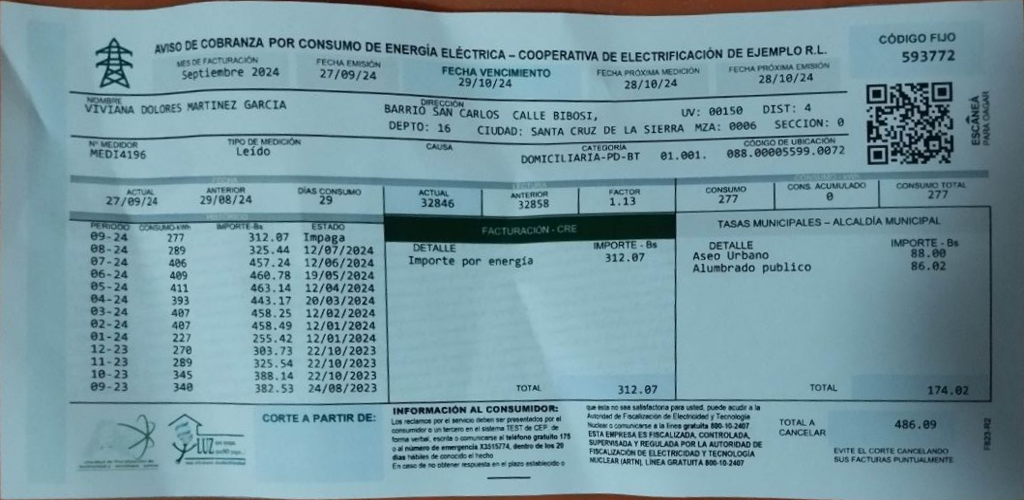 AVISO DE COBRANZA POR CONSUMO DE ENERGÍA ELÉCTRICA – COOPERATIVA DE ELECTRIFICACIÓN DE EJEMPLO R.L.
CÓDIGO FIJO
593772
MES DE FACTURACIÓN
Septiembre 2024
FECHA EMISIÓN
27/09/24
FECHA VENCIMIENTO
29/10/24
FECHA PRÓXIMA MEDICIÓN
28/10/24
FECHA PRÓXIMA EMISIÓN
28/10/24
NOMBRE
VIVIANA DOLORES MARTINEZ GARCIA
DIRECCIÓN
BARRIO SAN CARLOS CALLE BIBOSI, UV: 00150 DIST: 4
DEPTO: 16 CIUDAD: SANTA CRUZ DE LA SIERRA MZA: 0006 SECCION: 0
ESCANEÁ
PARA PAGAR
N° MEDIDOR
MEDI4196
TIPO DE MEDICIÓN
Leído
CAUSA
CATEGORÍA
DOMICILIARIA-PD-BT 01.001.
CÓDIGO DE UBICACIÓN
088.00005599.0072
FECHA
LECTURA
CONSUMO - kWh
ACTUAL
27/09/24
ANTERIOR
29/08/24
DÍAS CONSUMO
29
ACTUAL
32846
ANTERIOR
32858
FACTOR
1.13
CONSUMO
277
CONS. ACUMULADO
0
CONSUMO TOTAL
277
HISTÓRICO
PERIODO CONSUMO-kWh IMPORTE-Bs ESTADO
09-24 277 312.07 Impaga
08-24 289 325.44 12/07/2024
07-24 406 457.24 12/06/2024
06-24 409 460.78 19/05/2024
05-24 411 463.14 12/04/2024
04-24 393 443.17 20/03/2024
03-24 407 458.25 12/02/2024
02-24 407 458.49 12/01/2024
01-24 227 255.42 12/01/2024
12-23 270 303.73 22/10/2023
11-23 289 325.54 22/10/2023
10-23 345 388.14 22/10/2023
09-23 340 382.53 24/08/2023
FACTURACIÓN - CRE
DETALLE IMPORTE - Bs
Importe por energía 312.07
TOTAL 312.07
TASAS MUNICIPALES – ALCALDÍA MUNICIPAL
DETALLE IMPORTE - Bs
Aseo Urbano 88.00
Alumbrado publico 86.02
TOTAL 174.02
LUZ
CORTE A PARTIR DE:
INFORMACIÓN AL CONSUMIDOR:
Los reclamos por el servicio deben ser presentados por el
consumidor o un tercero en el sistema TEST de CEP de
forma verbal, escrita o comunicarse al teléfono gratuito 175
o al número de emergencia X3315774, dentro de los 20
días hábiles de conocido el hecho
En caso de no obtener respuesta en el plazo establecido o
que esta no sea satisfactoria para usted, puede acudir a la
Autoridad de Fiscalización de Electricidad y Tecnología
Nuclear o comunicarse a la línea gratuita 800-10-2407
ESTA EMPRESA ES FISCALIZADA, CONTROLADA,
SUPERVISADA Y REGULADA POR LA AUTORIDAD DE
FISCALIZACIÓN DE ELECTRICIDAD Y TECNOLOGÍA
NUCLEAR (ARTN). LÍNEA GRATUITA 800-10-2407
TOTAL A
CANCELAR
486.09
EVITE EL CORTE CANCELANDO
SUS FACTURAS PUNTUALMENTE
F823-R2